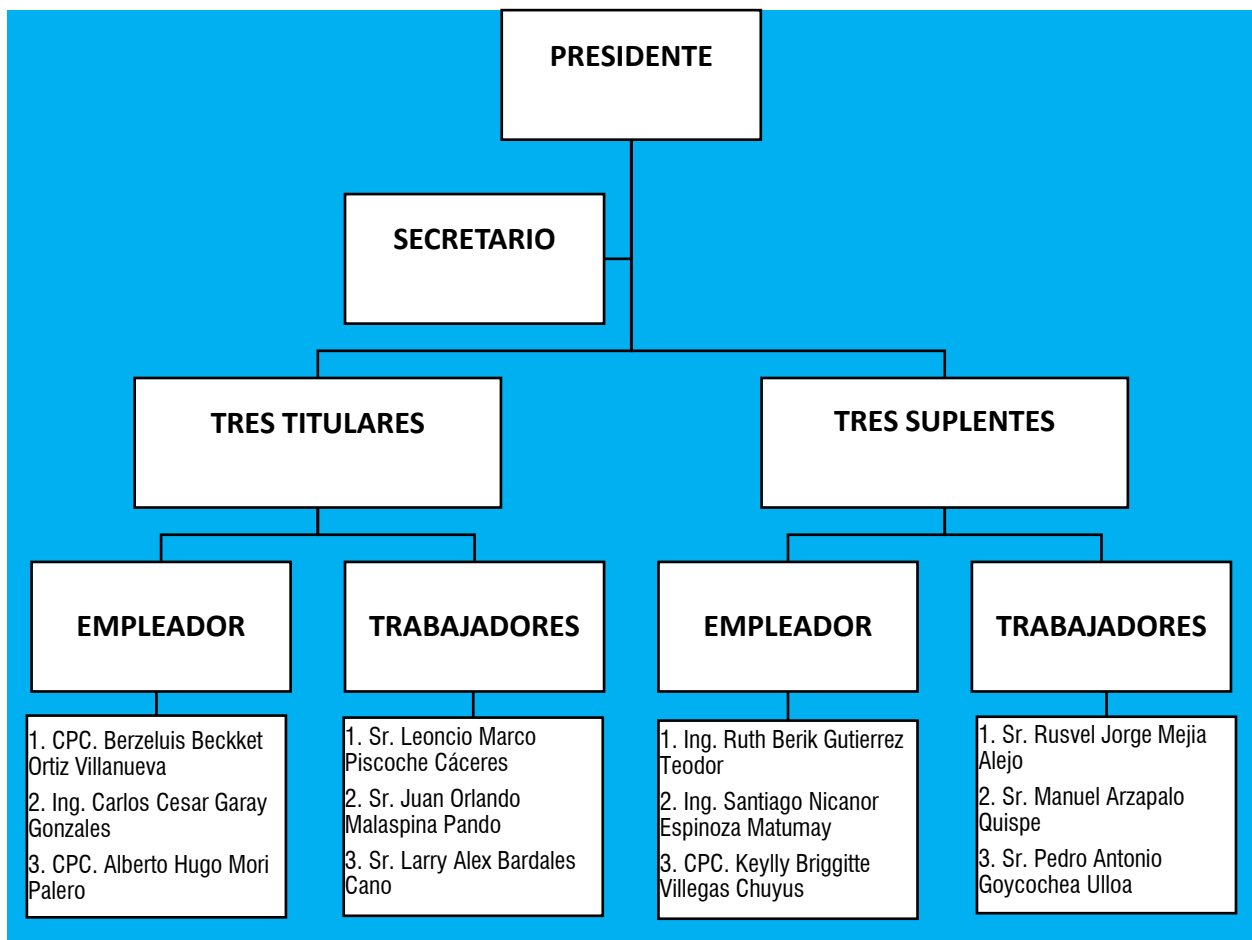 PRESIDENTE
SECRETARIO
TRES TITULARES
TRES SUPLENTES
EMPLEADOR
TRABAJADORES
EMPLEADOR
TRABAJADORES
1. CPC. Berzeluis Beckket
Ortiz Villanueva
2. Ing. Carlos Cesar Garay
Gonzales
3. CPC. Alberto Hugo Mori
Palero
1. Sr. Leoncio Marco
Piscoche Cáceres
2. Sr. Juan Orlando
Malaspina Pando
3. Sr. Larry Alex Bardales
Cano
1. Ing. Ruth Berik Gutierrez
Teodor
2. Ing. Santiago Nicanor
Espinoza Matumay
3. CPC. Keylly Briggitte
Villegas Chuyus
1. Sr. Rusvel Jorge Mejia
Alejo
2. Sr. Manuel Arzapalo
Quispe
3. Sr. Pedro Antonio
Goycochea Ulloa